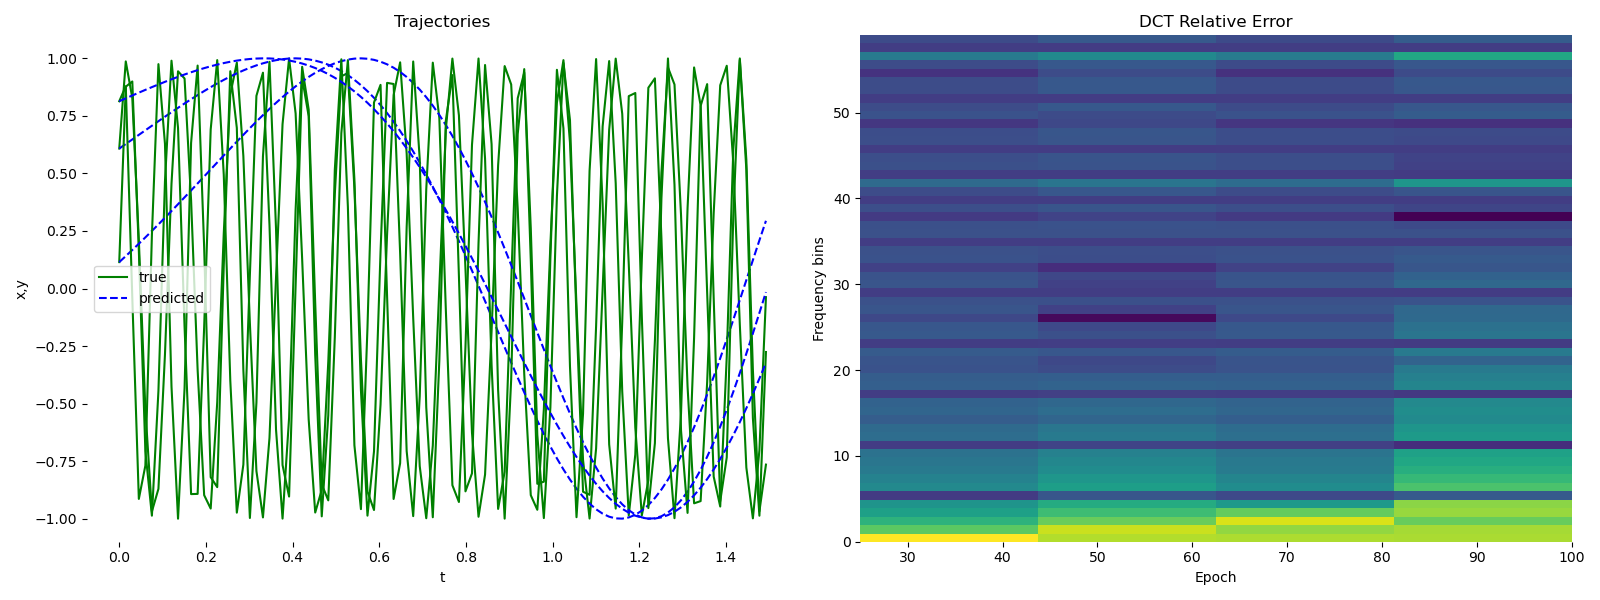 Trajectories
1.00
0.75
0.50
0.25
0.00
−0.25
−0.50
−0.75
−1.00
x,y
true
predicted
0.0 0.2 0.4 0.6 0.8 1.0 1.2 1.4
t
DCT Relative Error
50
40
30
20
10
0
Frequency bins
30 40 50 60 70 80 90 100
Epoch